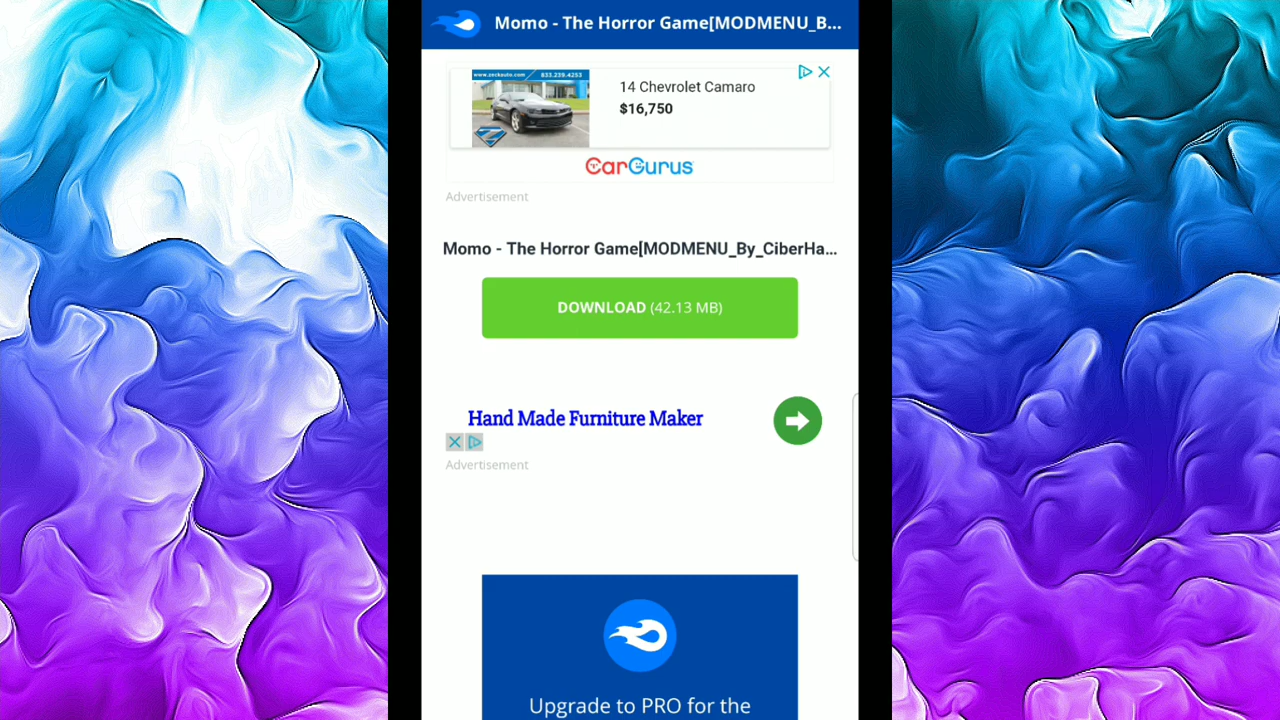 Momo - The Horror Game[MODMENU_B...
www.zeckauto.com 833.239.4253
14 Chevrolet Camaro
$16,750
CarGurus
Advertisement
Momo - The Horror Game[MODMENU_By_CiberHa...
DOWNLOAD (42.13 MB)
Hand Made Furniture Maker
Advertisement
Upgrade to PRO for the